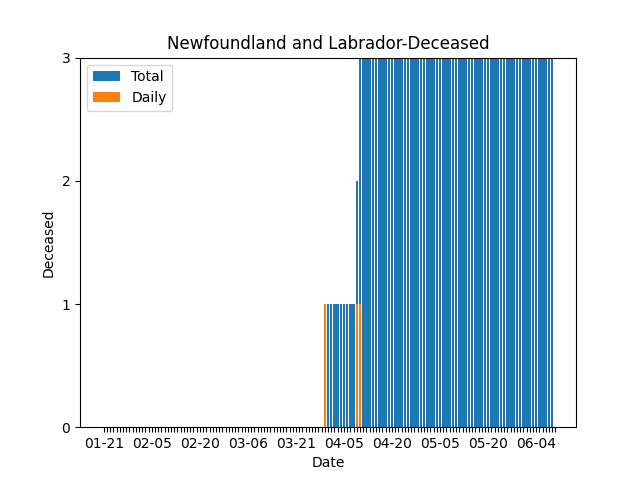 Newfoundland and Labrador-Deceased
Total
Daily
3
2
1
0
Deceased
01-21 02-05 02-20 03-06 03-21 04-05 04-20 05-05 05-20 06-04
Date